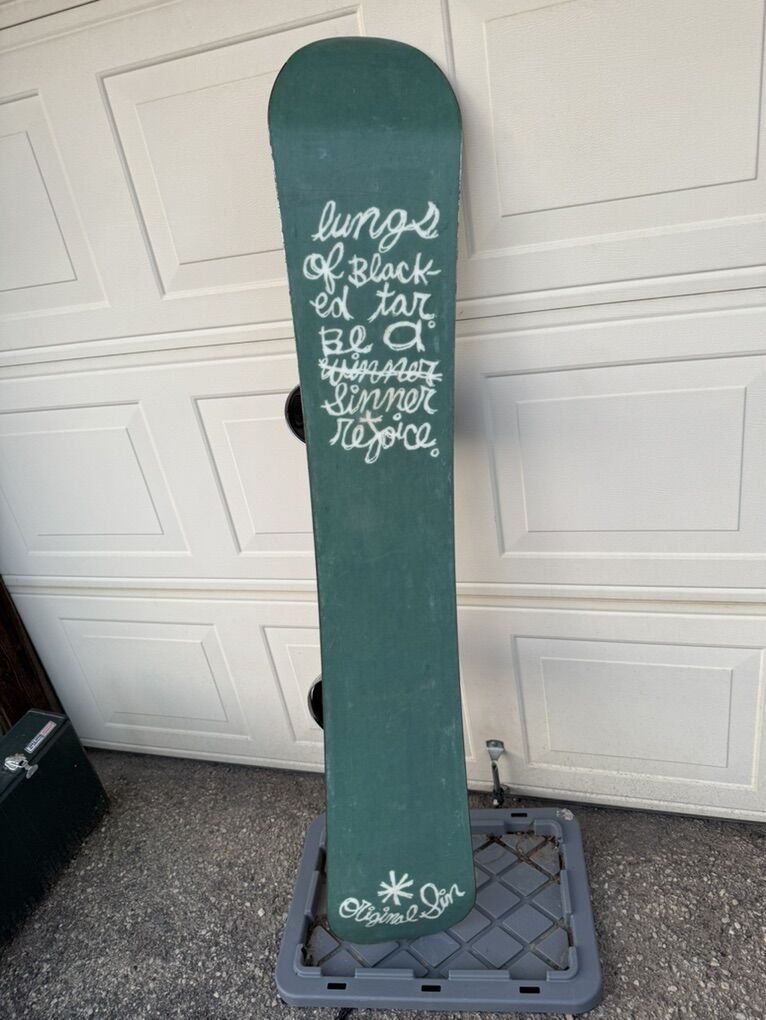 lungs
of Black-
ed tar
Be a
winner
Sinner
rejoice.
Original Sin